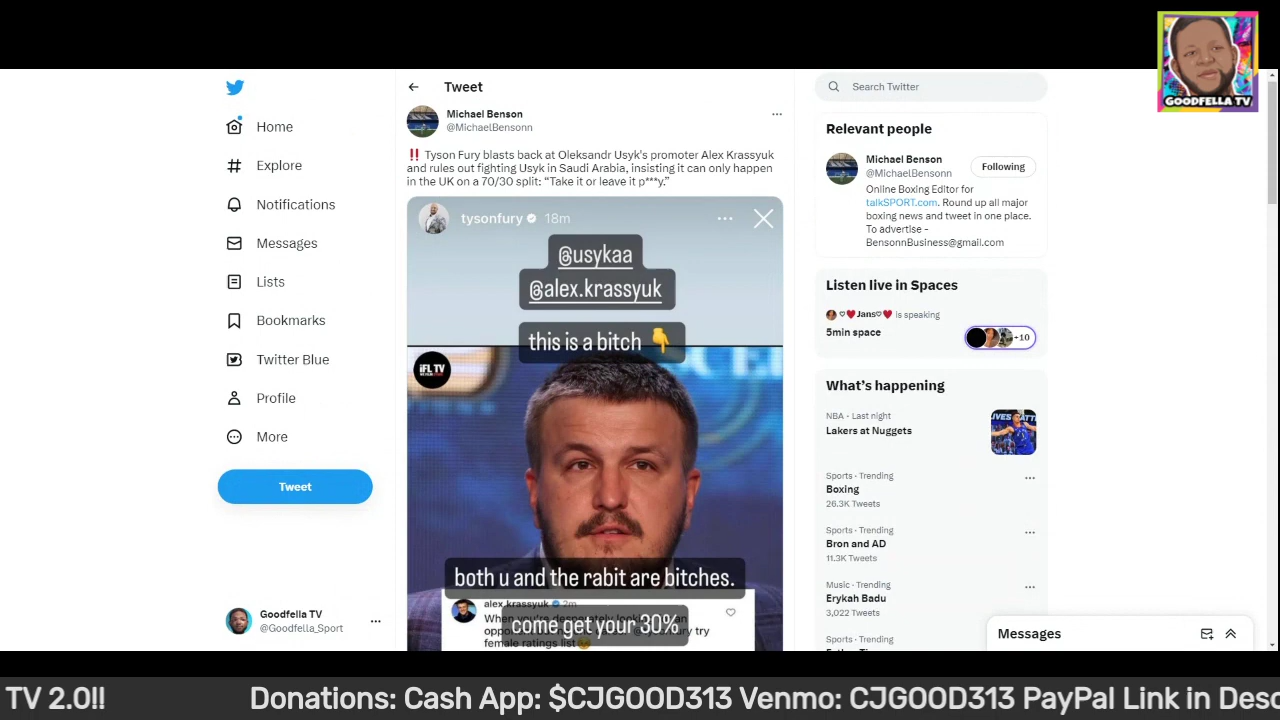 GOODFELLA TV
Home
Explore
Notifications
Messages
Lists
Bookmarks
Twitter Blue
Profile
More
Tweet
Goodfella TV
@Goodfella_Sport
Tweet
Michael Benson
@MichaelBensonn
‼ Tyson Fury blasts back at Oleksandr Usyk's promoter Alex Krassyuk
and rules out fighting Usyk in Saudi Arabia, insisting it can only happen
in the UK on a 70/30 split: “Take it or leave it p***y.”
tysonfury 18m
@usykaa
@alex.krassyuk
this is a bitch 👇
iFL TV
both u and the rabit are bitches.
alex.krassyuk 2m
come get your 30%
try
female ratings list
Search Twitter
Relevant people
Michael Benson
@MichaelBensonn
Following
Online Boxing Editor for
talkSPORT.com. Round up all major
boxing news and tweet in one place.
To advertise -
BensonnBusiness@gmail.com
Listen live in Spaces
♡❤️Jans♡❤️ is speaking
5min space
+10
What’s happening
NBA · Last night
Lakers at Nuggets
Sports · Trending
Boxing
26.3K Tweets
Sports · Trending
Bron and AD
11.3K Tweets
Music · Trending
Erykah Badu
3,022 Tweets
Sports · Trending
Messages
TV 2.0!! Donations: Cash App: $CJGOOD313 Venmo: CJGOOD313 PayPal Link in Desc